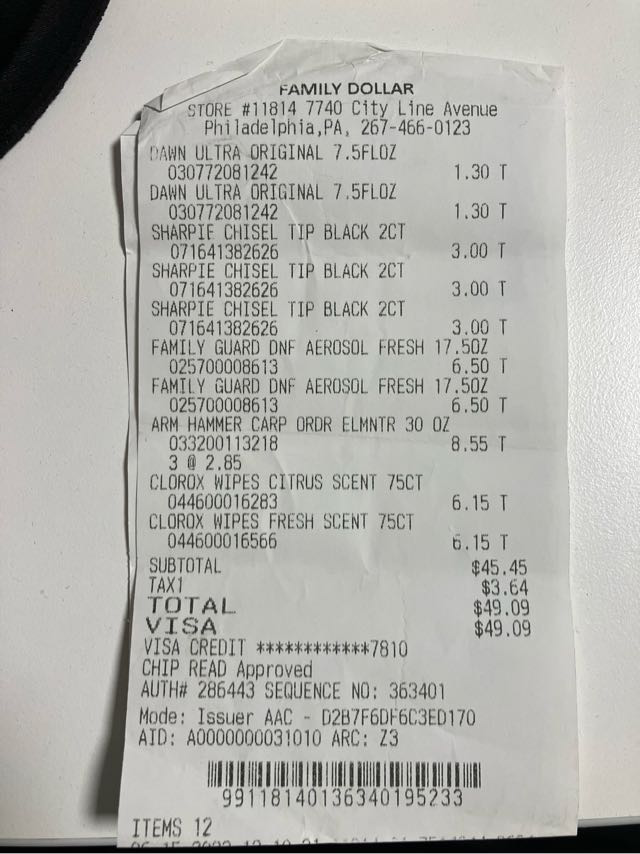 FAMILY DOLLAR
STORE #11814 7740 City Line Avenue
Philadelphia,PA, 267-466-0123
DAWN ULTRA ORIGINAL 7.5FLOZ
030772081242 1.30 T
DAWN ULTRA ORIGINAL 7.5FLOZ
030772081242 1.30 T
SHARPIE CHISEL TIP BLACK 2CT
071641382626 3.00 T
SHARPIE CHISEL TIP BLACK 2CT
071641382626 3.00 T
SHARPIE CHISEL TIP BLACK 2CT
071641382626 3.00 T
FAMILY GUARD DNF AEROSOL FRESH 17.5OZ
025700008613 6.50 T
FAMILY GUARD DNF AEROSOL FRESH 17.5OZ
025700008613 6.50 T
ARM HAMMER CARP ORDR ELMNTR 30 OZ
033200113218 8.55 T
3 @ 2.85
CLOROX WIPES CITRUS SCENT 75CT
044600016283 6.15 T
CLOROX WIPES FRESH SCENT 75CT
044600016566 6.15 T
SUBTOTAL $45.45
TAX1 $3.64
TOTAL $49.09
VISA $49.09
VISA CREDIT ************7810
CHIP READ Approved
AUTH# 286443 SEQUENCE NO: 363401
Mode: Issuer AAC - D2B7F6DF6C3ED170
AID: A0000000031010 ARC: Z3
99118140136340195233
ITEMS 12